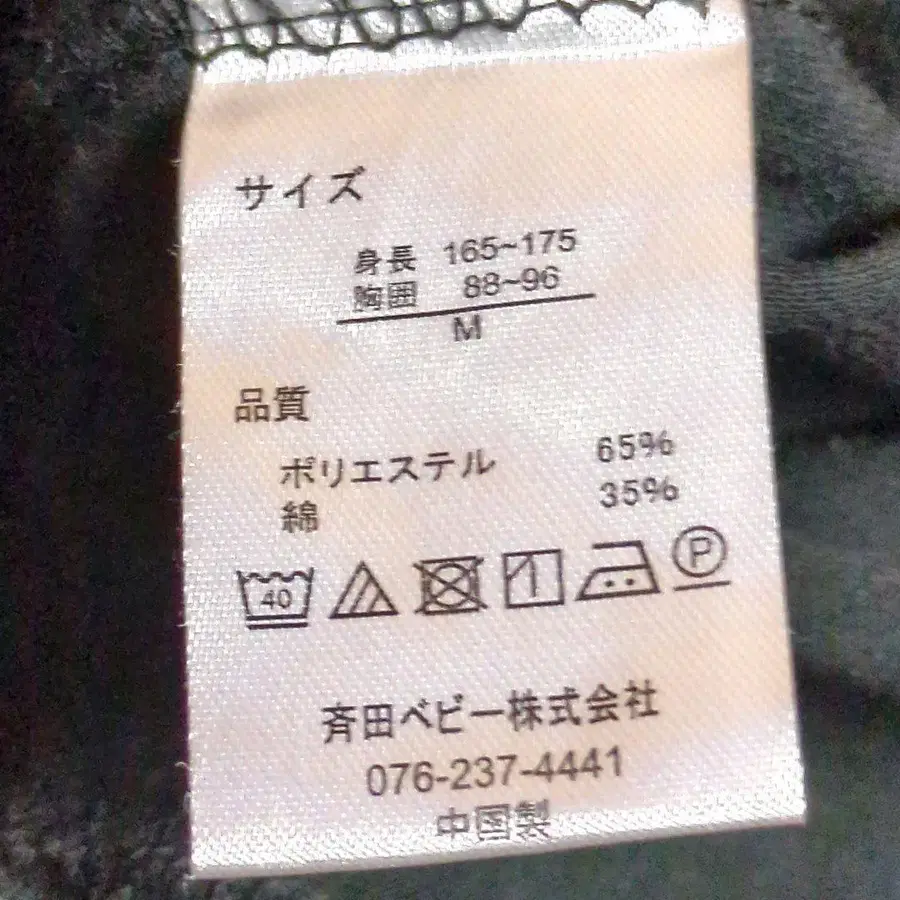 サイズ
身長 165~175
胸囲 88~96
M
品質
ポリエステル 65%
綿 35%
40 P
斉田ベビー株式会社
076-237-4441
中国製